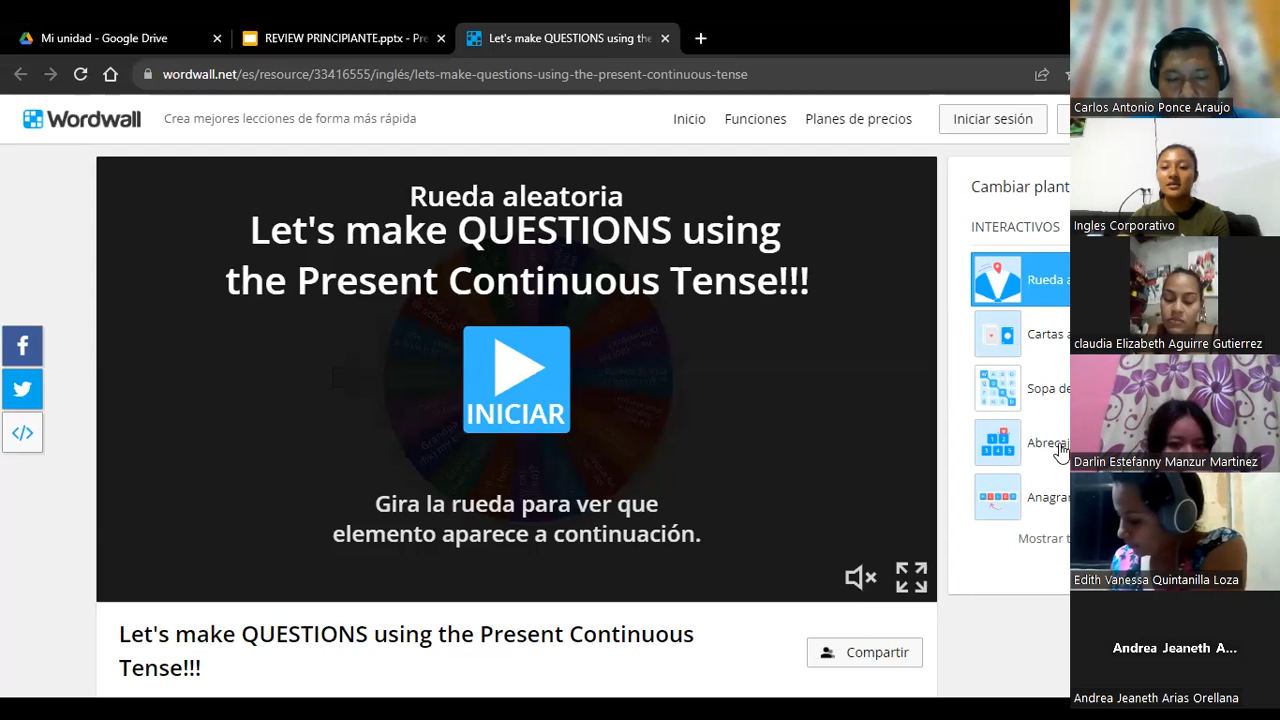 Mi unidad - Google Drive
REVIEW PRINCIPIANTE.pptx - Pre
Let's make QUESTIONS using the
wordwall.net/es/resource/33416555/inglés/lets-make-questions-using-the-present-continuous-tense
Wordwall
Crea mejores lecciones de forma más rápida
Inicio
Funciones
Planes de precios
Iniciar sesión
Rueda aleatoria
Let's make QUESTIONS using
the Present Continuous Tense!!!
INICIAR
Gira la rueda para ver que
elemento aparece a continuación.
Let's make QUESTIONS using the Present Continuous
Tense!!!
Compartir
Cambiar plant
INTERACTIVOS
Rueda a
Cartas a
Sopa de
Abrecaj
Anagra
Mostrar t
Carlos Antonio Ponce Araujo
Ingles Corporativo
claudia Elizabeth Aguirre Gutierrez
Darlin Estefanny Manzur Martinez
Edith Vanessa Quintanilla Loza
Andrea Jeaneth A...
Andrea Jeaneth Arias Orellana